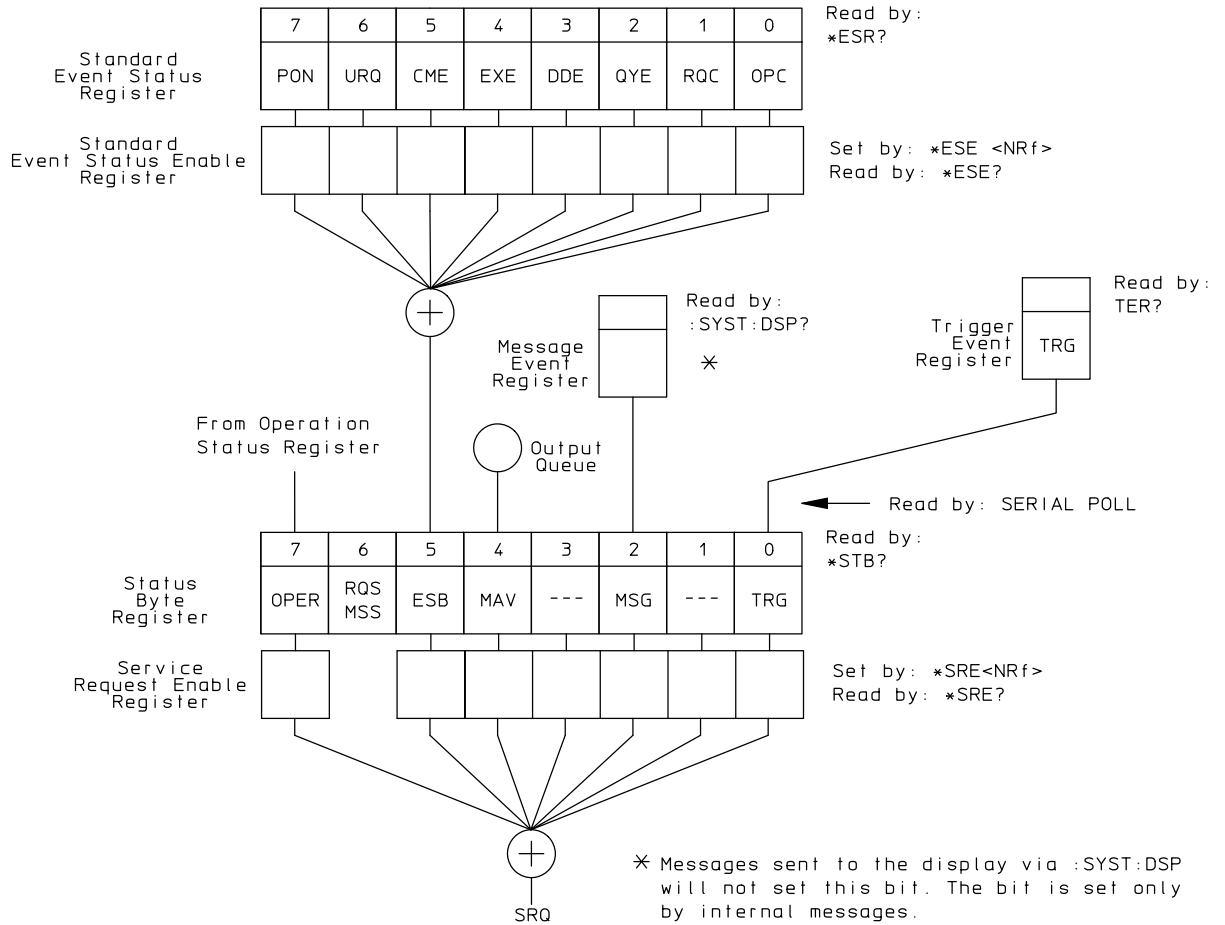 7 6 5 4 3 2 1 0
Read by:
*ESR?
Standard
Event Status
Register
PON URQ CME EXE DDE QYE RQC OPC
Standard
Event Status Enable
Register
Set by: *ESE <NRf>
Read by: *ESE?
Read by:
:SYST:DSP?
Message
Event
Register
*
Read by:
TER?
Trigger
Event
Register
TRG
From Operation
Status Register
Output
Queue
Read by: SERIAL POLL
7 6 5 4 3 2 1 0
Read by:
*STB?
Status
Byte
Register
OPER RQS MSS ESB MAV --- MSG --- TRG
Service
Request Enable
Register
Set by: *SRE<NRf>
Read by: *SRE?
SRQ
* Messages sent to the display via :SYST:DSP
will not set this bit. The bit is set only
by internal messages.